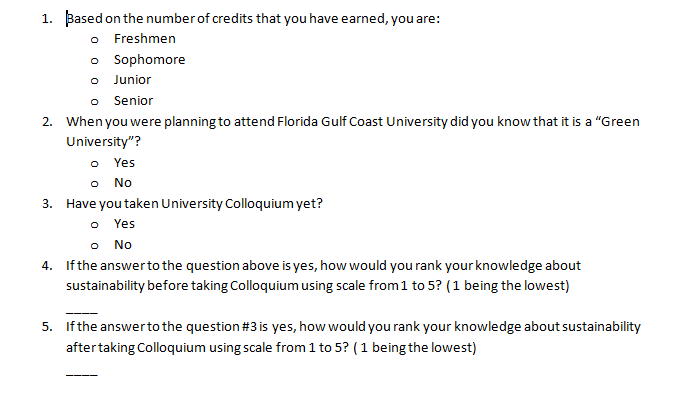 1. Based on the number of credits that you have earned, you are:
o Freshmen
o Sophomore
o Junior
o Senior
2. When you were planning to attend Florida Gulf Coast University did you know that it is a “Green
University”?
o Yes
o No
3. Have you taken University Colloquium yet?
o Yes
o No
4. If the answer to the question above is yes, how would you rank your knowledge about
sustainability before taking Colloquium using scale from 1 to 5? (1 being the lowest)
____
5. If the answer to the question #3 is yes, how would you rank your knowledge about sustainability
after taking Colloquium using scale from 1 to 5? (1 being the lowest)
____